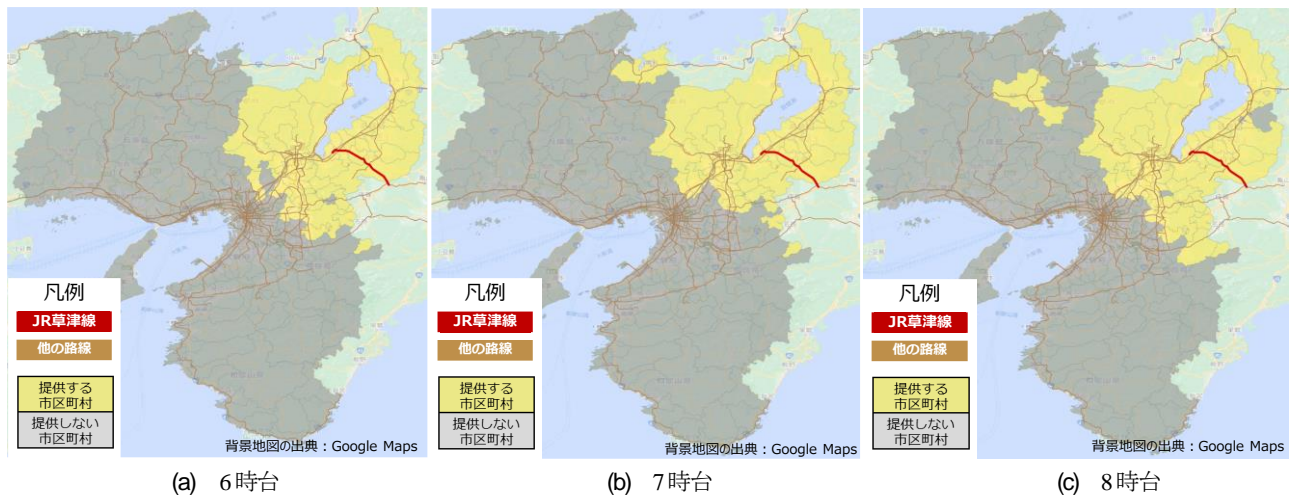 凡例
JR草津線
他の路線
提供する
市区町村
提供しない
市区町村
背景地図の出典：Google Maps
(a) 6時台
凡例
JR草津線
他の路線
提供する
市区町村
提供しない
市区町村
背景地図の出典：Google Maps
(b) 7時台
凡例
JR草津線
他の路線
提供する
市区町村
提供しない
市区町村
背景地図の出典：Google Maps
(c) 8時台